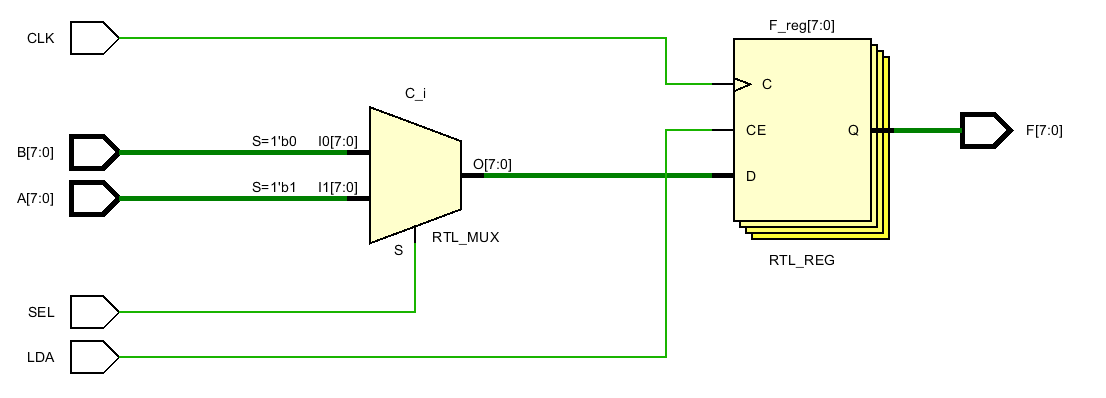 F_reg[7:0]
CLK
C
C_i
CE
Q
F[7:0]
B[7:0]
S=1'b0
I0[7:0]
O[7:0]
D
A[7:0]
S=1'b1
I1[7:0]
S
RTL_MUX
RTL_REG
SEL
LDA